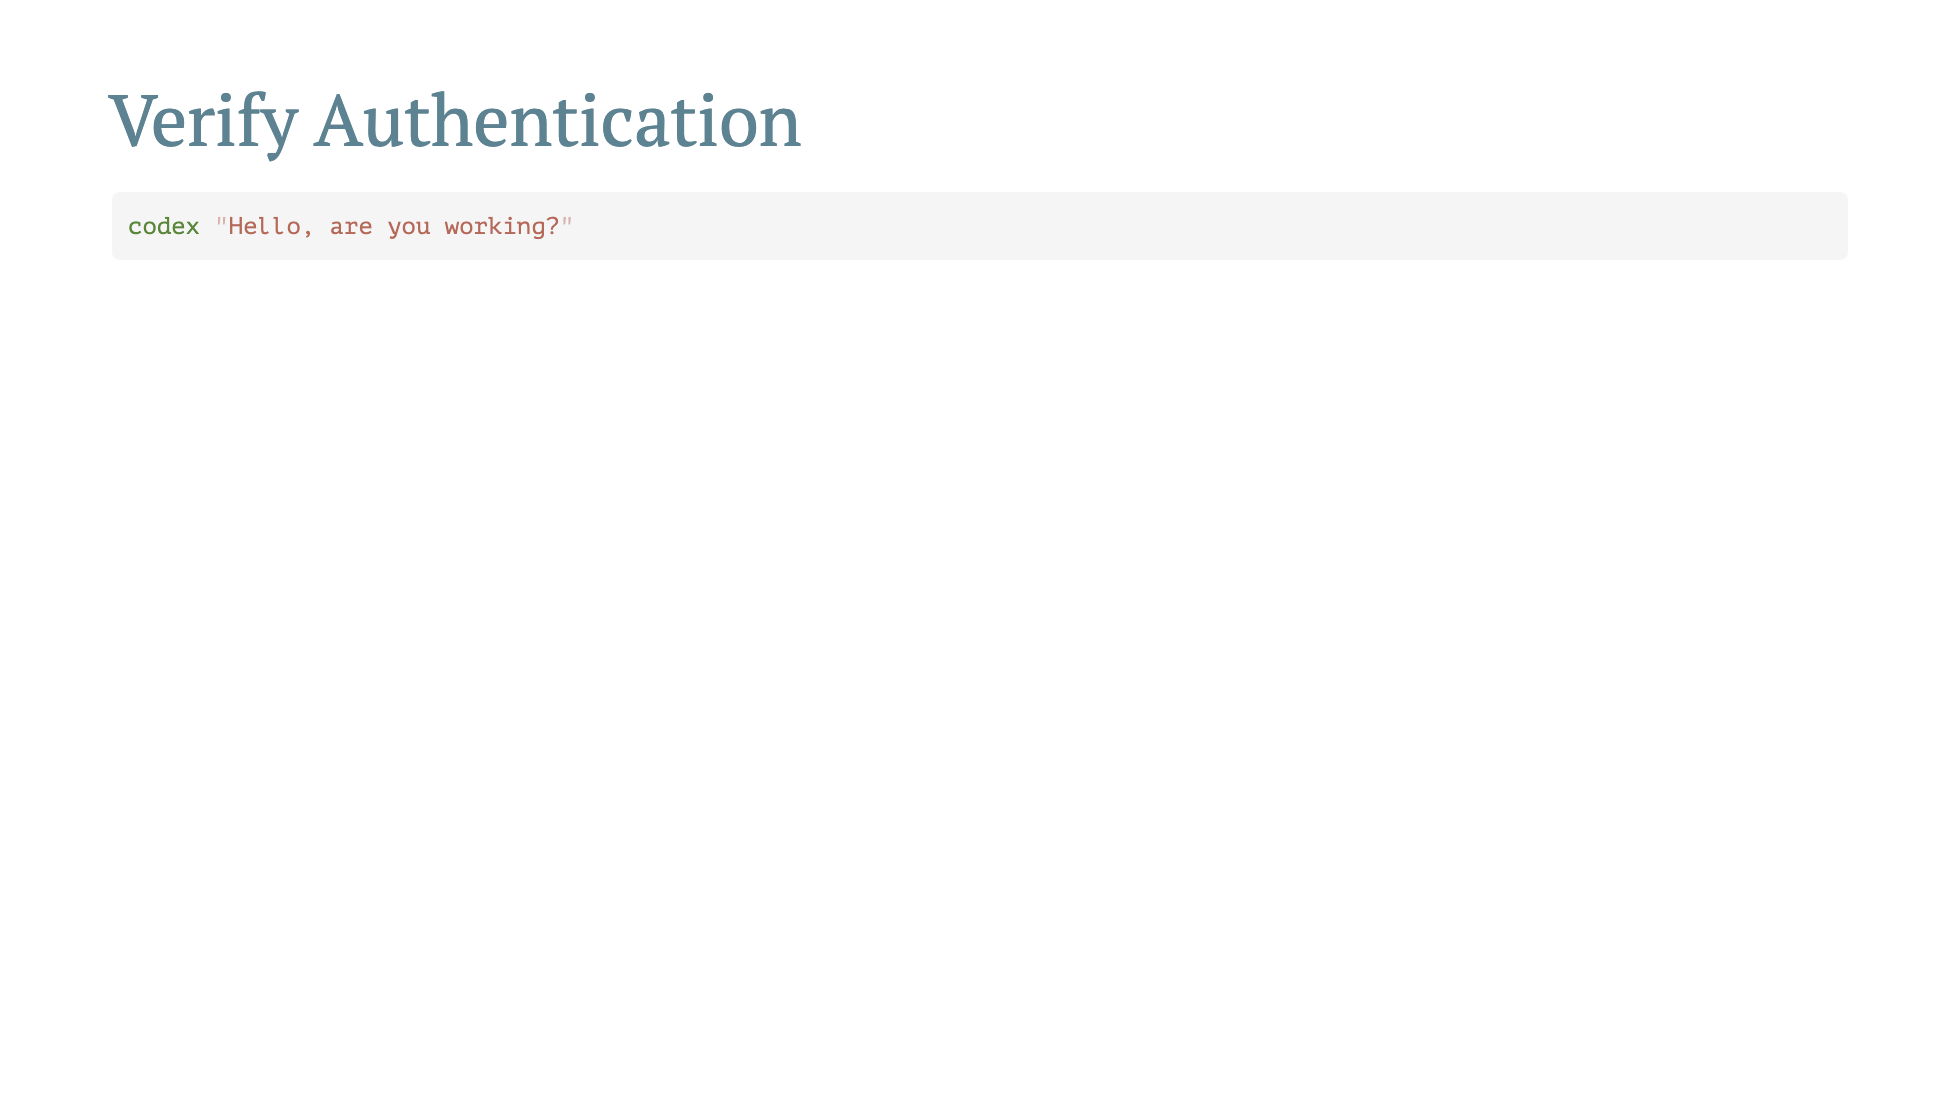 Verify Authentication
codex "Hello, are you working?"